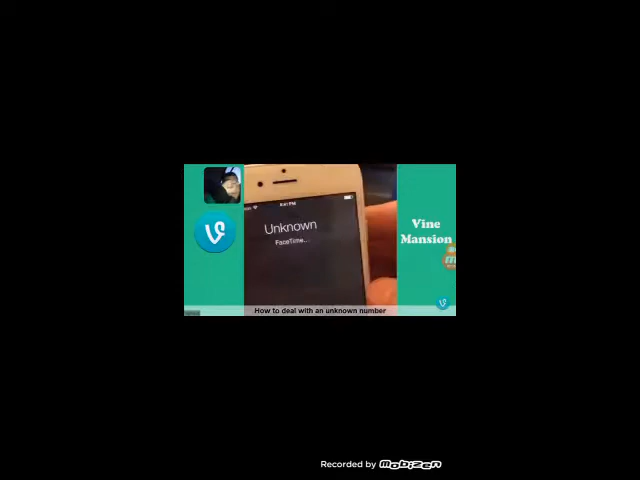 Vine
Mansion
Unknown
FaceTime...
How to deal with an unknown number
Recorded by mobizen